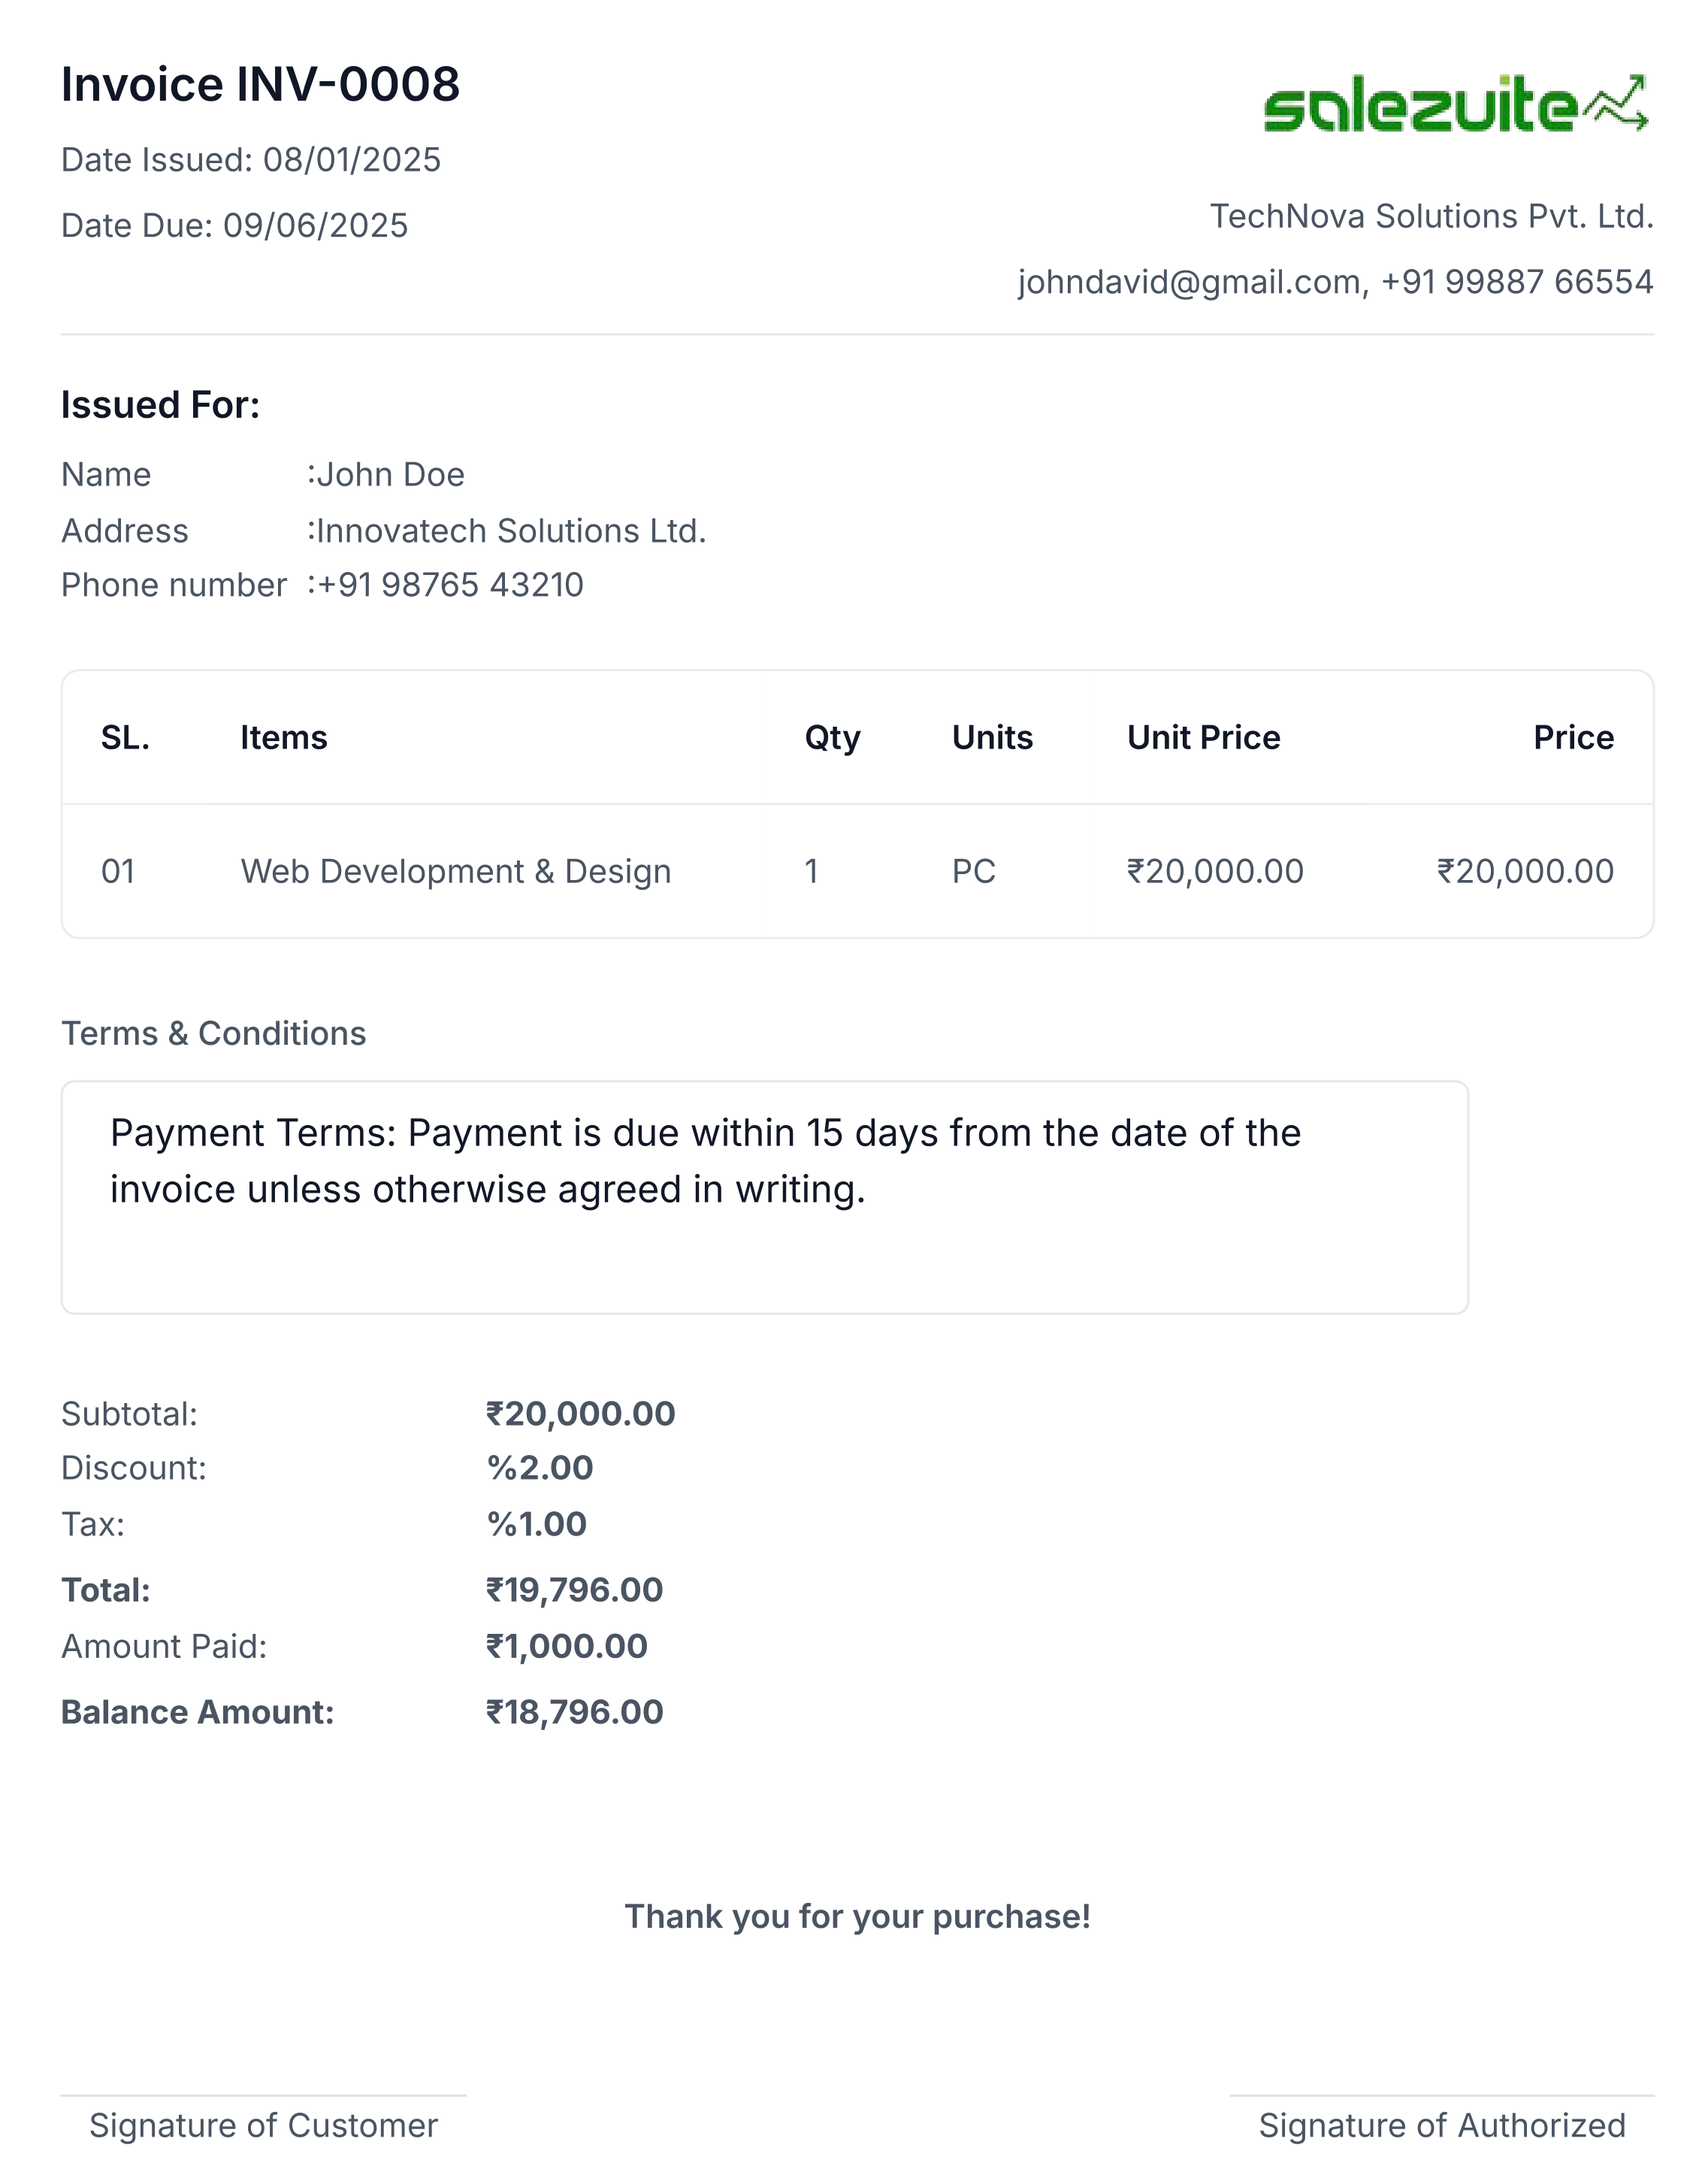 Invoice INV-0008
salezuite
Date Issued: 08/01/2025
Date Due: 09/06/2025
TechNova Solutions Pvt. Ltd.
johndavid@gmail.com, +91 99887 66554
Issued For:
Name :John Doe
Address :Innovatech Solutions Ltd.
Phone number :+91 98765 43210
SL. Items Qty Units Unit Price Price
01 Web Development & Design 1 PC ₹20,000.00 ₹20,000.00
Terms & Conditions
Payment Terms: Payment is due within 15 days from the date of the
invoice unless otherwise agreed in writing.
Subtotal: ₹20,000.00
Discount: %2.00
Tax: %1.00
Total: ₹19,796.00
Amount Paid: ₹1,000.00
Balance Amount: ₹18,796.00
Thank you for your purchase!
Signature of Customer Signature of Authorized